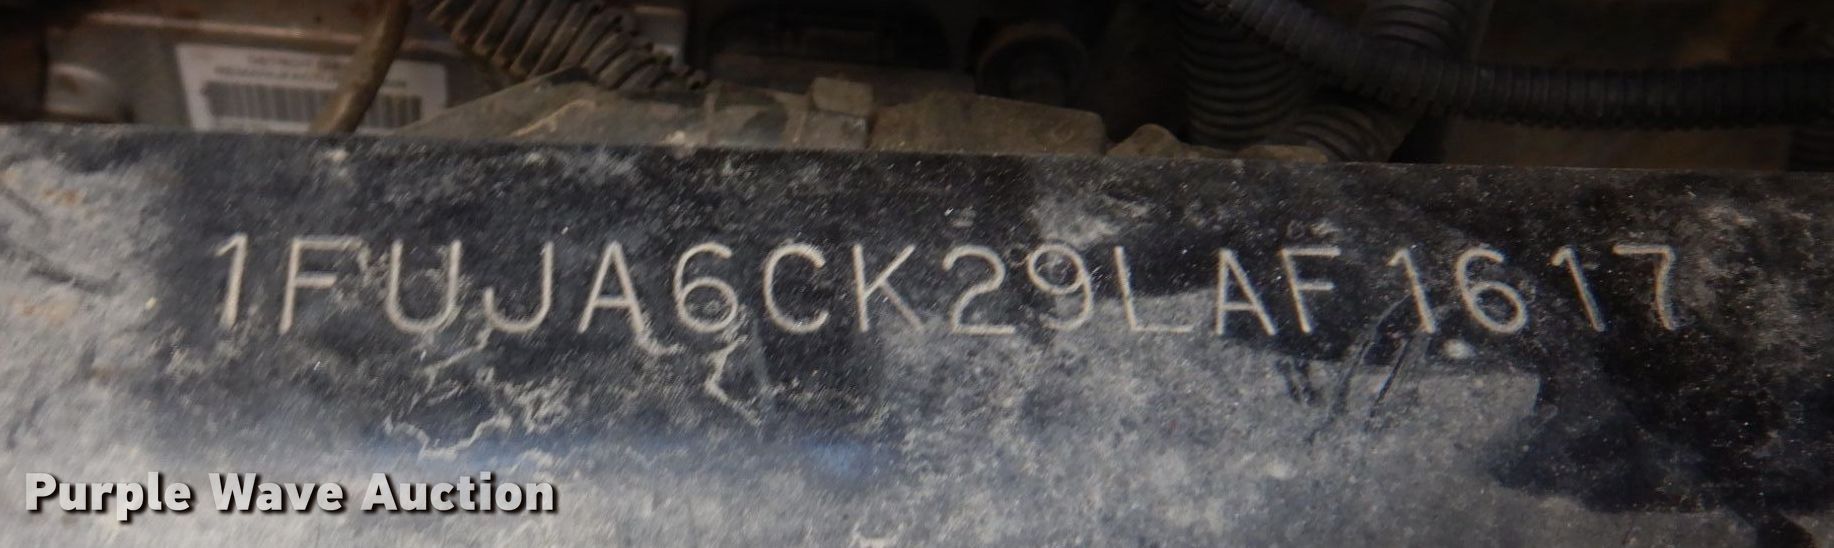 1FUJA6CK29LAF1617
Purple Wave Auction